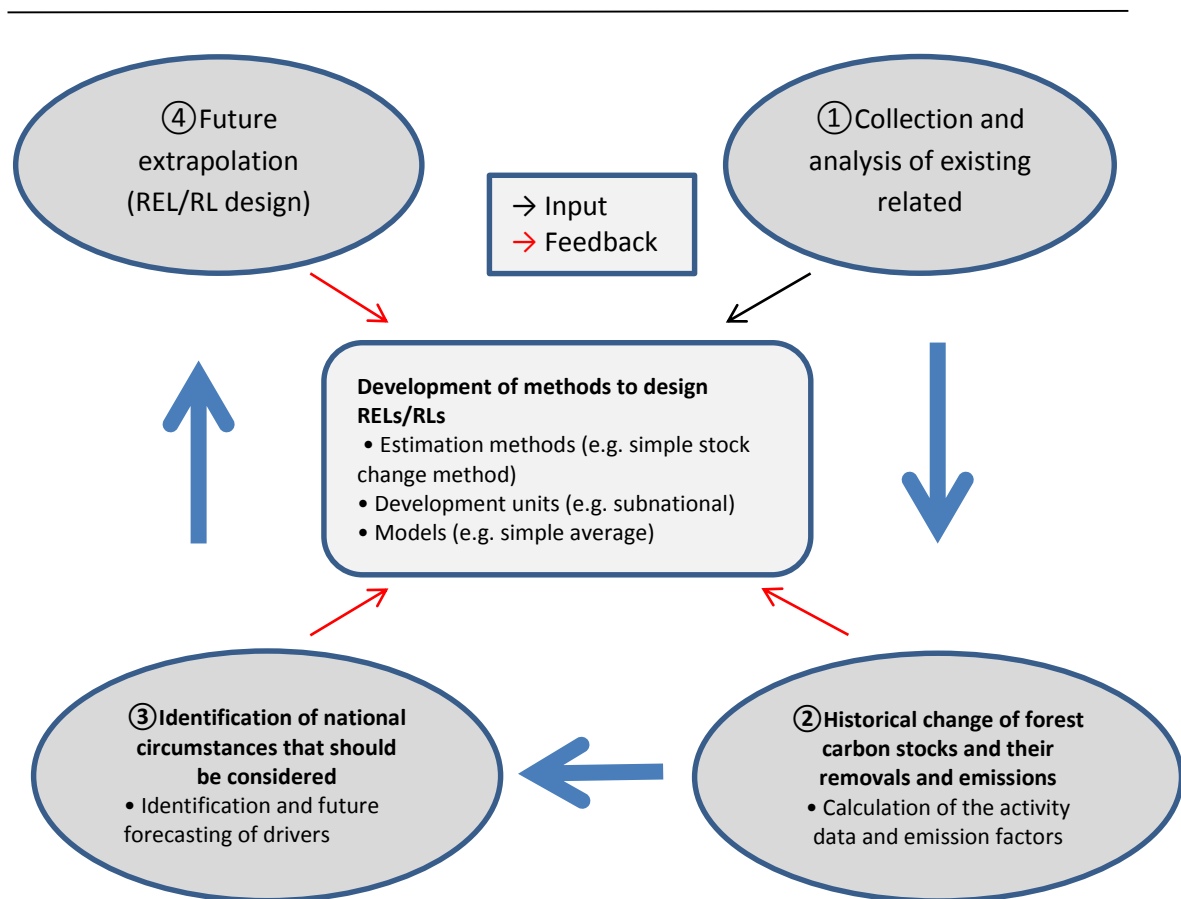 ④Future
extrapolation
(REL/RL design)
①Collection and
analysis of existing
related
→ Input
→ Feedback
Development of methods to design
RELs/RLs
• Estimation methods (e.g. simple stock
change method)
• Development units (e.g. subnational)
• Models (e.g. simple average)
③Identification of national
circumstances that should
be considered
• Identification and future
forecasting of drivers
②Historical change of forest
carbon stocks and their
removals and emissions
• Calculation of the activity
data and emission factors